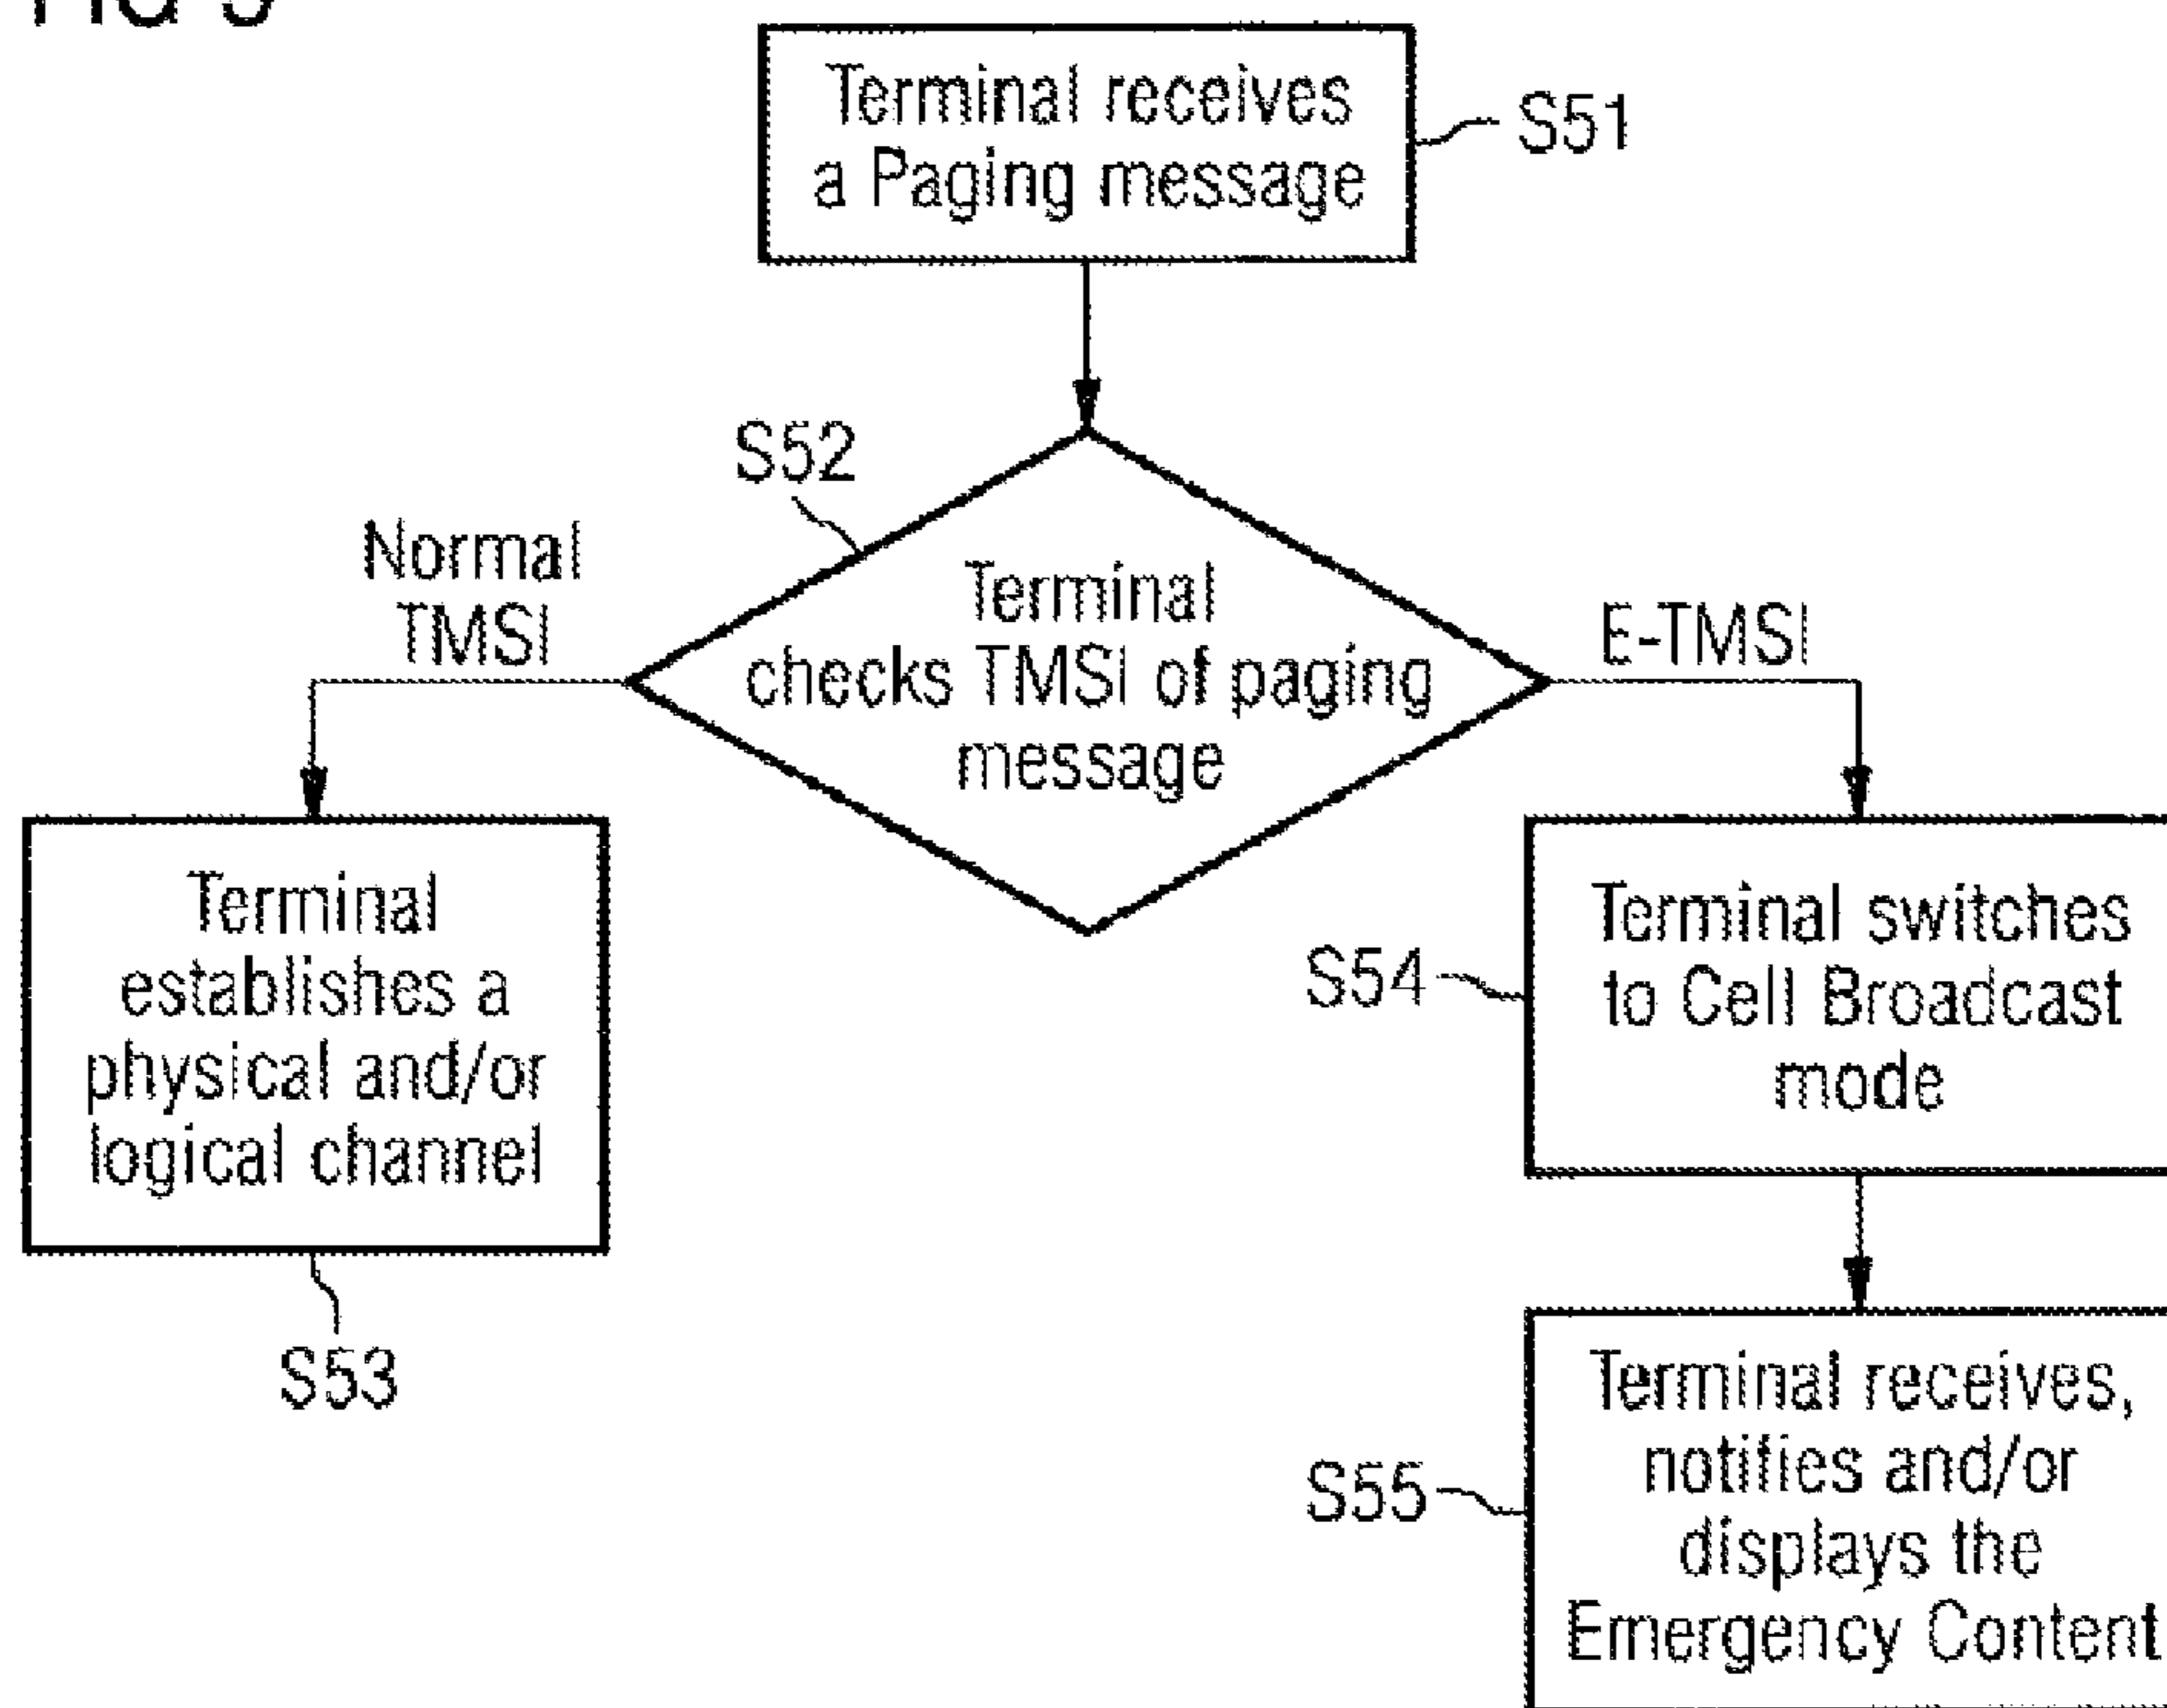 Terminal receives
a Paging message
S51
S52
Normal
TMSI
Terminal
checks TMSI of paging
message
E-TMSI
Terminal
establishes a
physical and/or
logical channel
S53
Terminal switches
to Cell Broadcast
mode
S54
Terminal receives,
notifies and/or
displays the
Emergency Content
S55